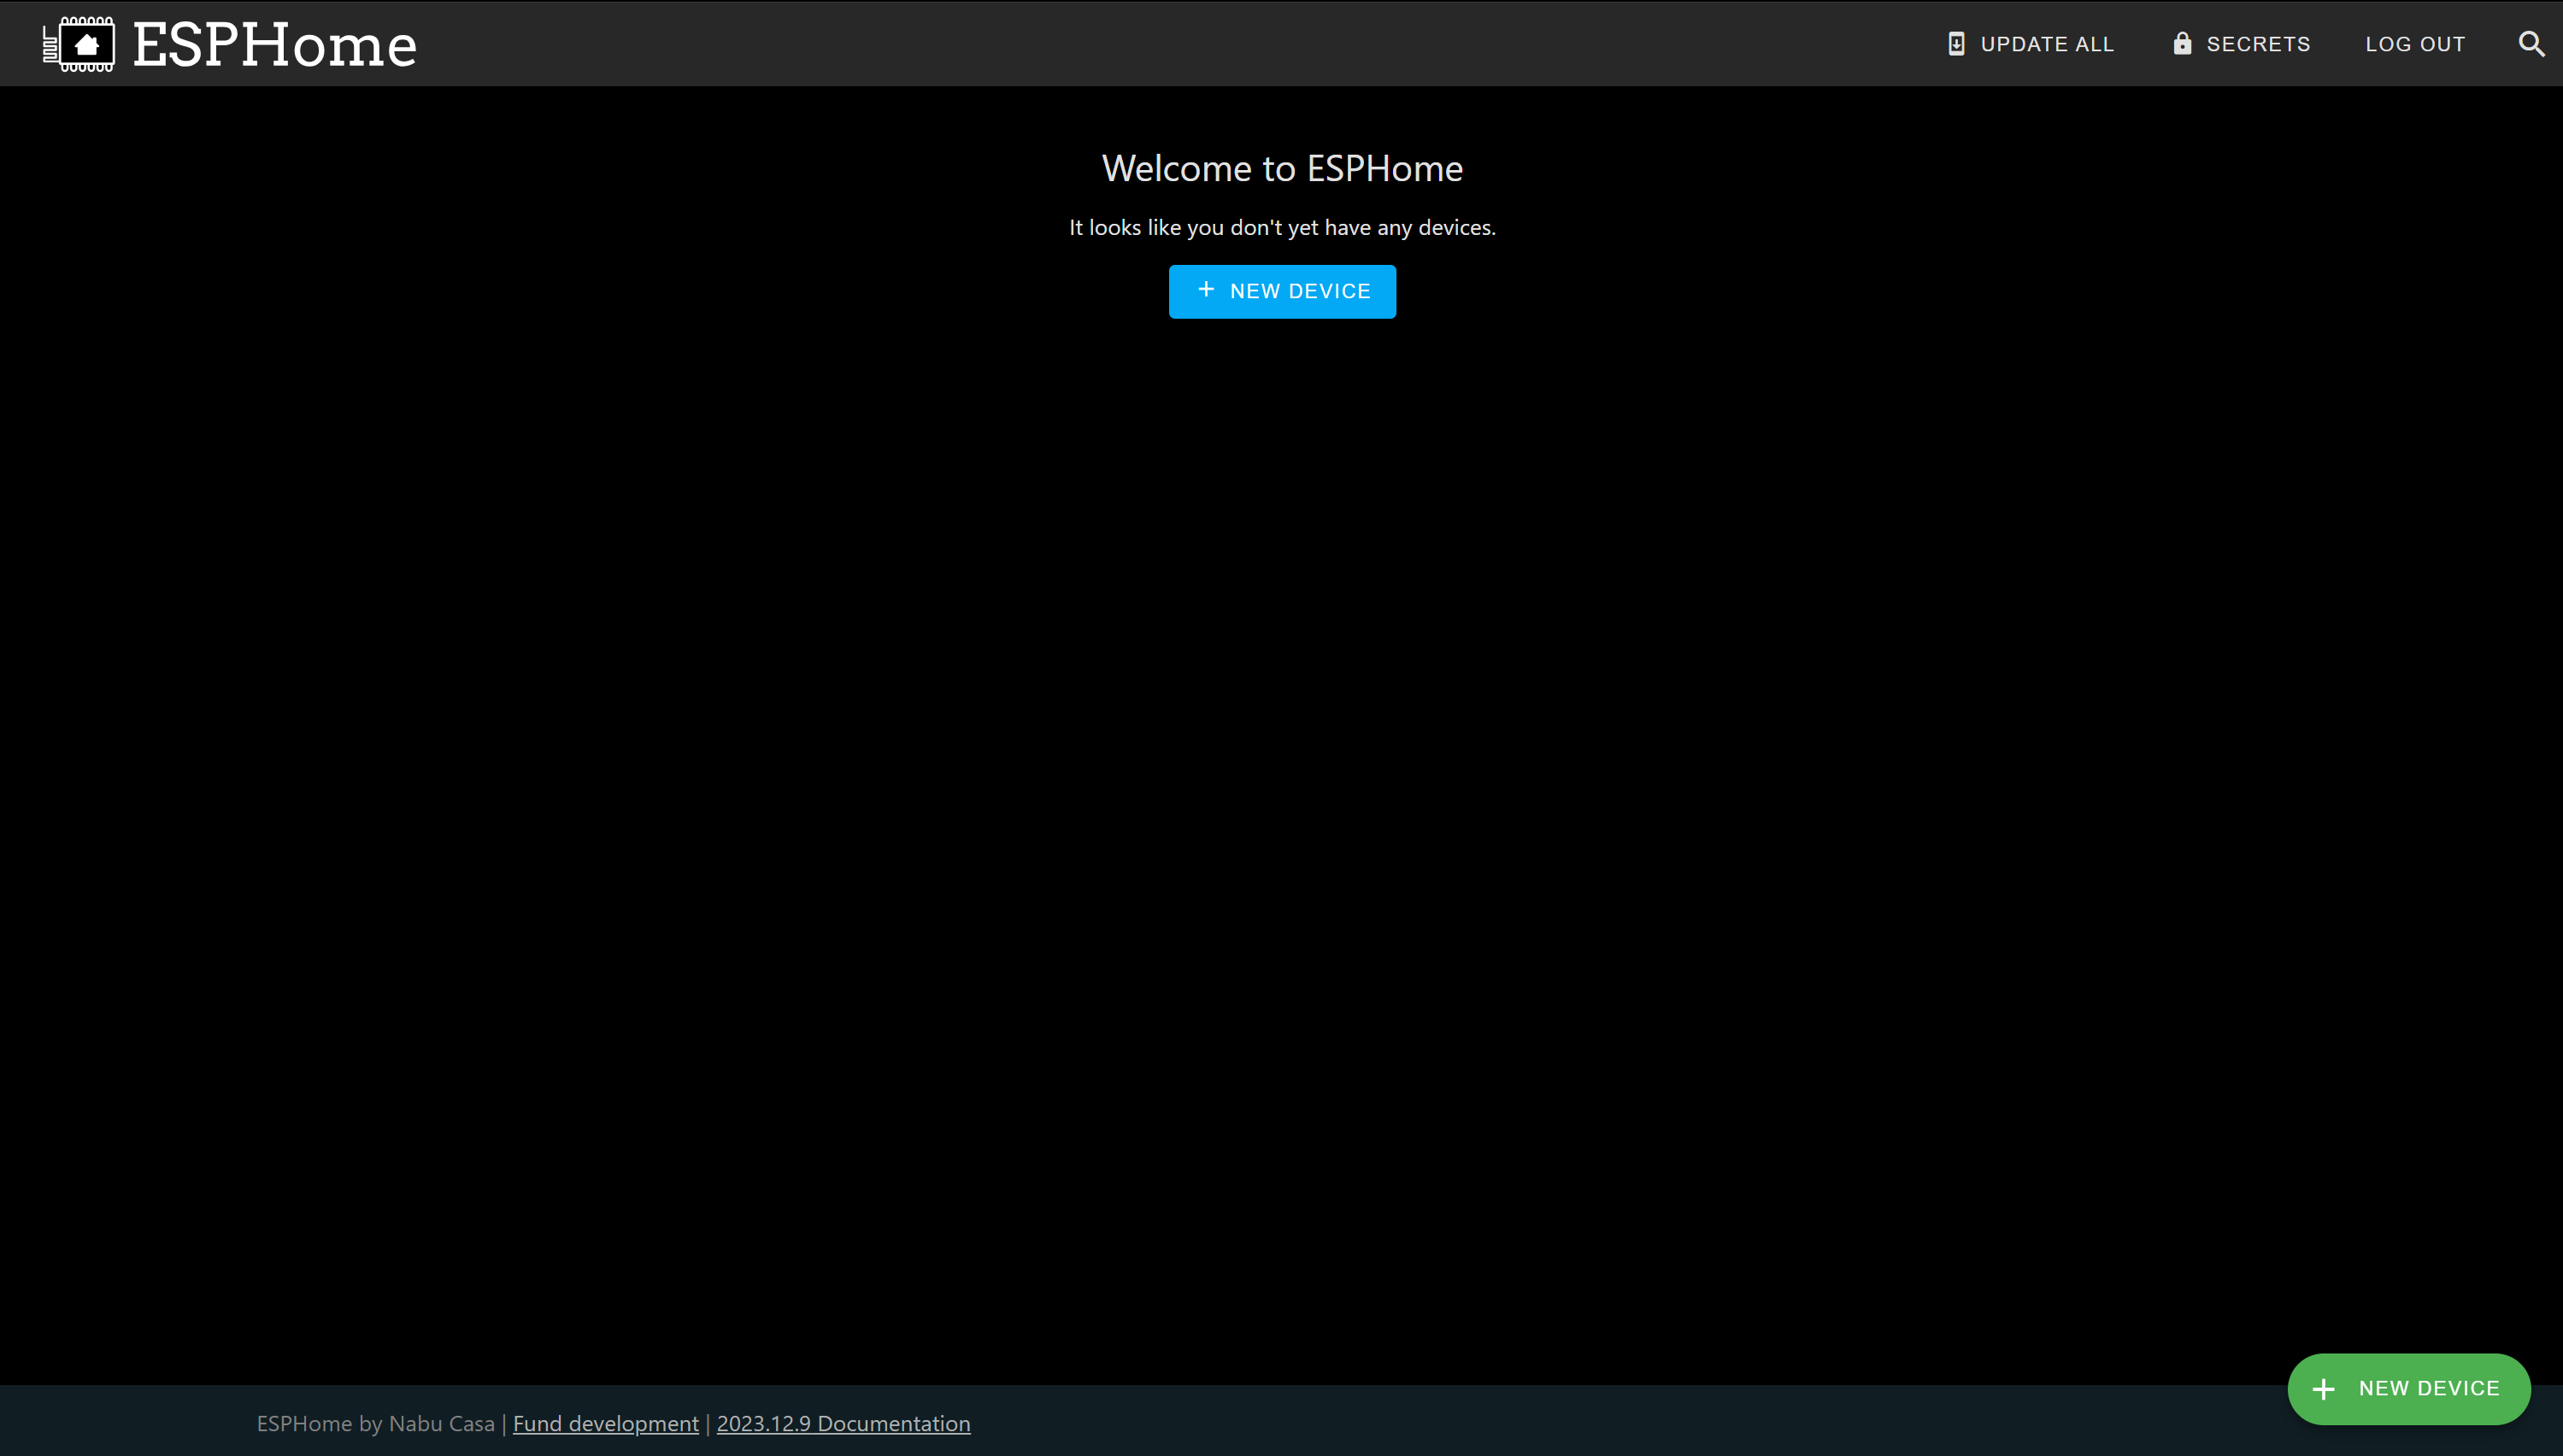 ESPHome
UPDATE ALL
SECRETS
LOG OUT
Welcome to ESPHome
It looks like you don't yet have any devices.
NEW DEVICE
NEW DEVICE
ESPHome by Nabu Casa | Fund development | 2023.12.9 Documentation